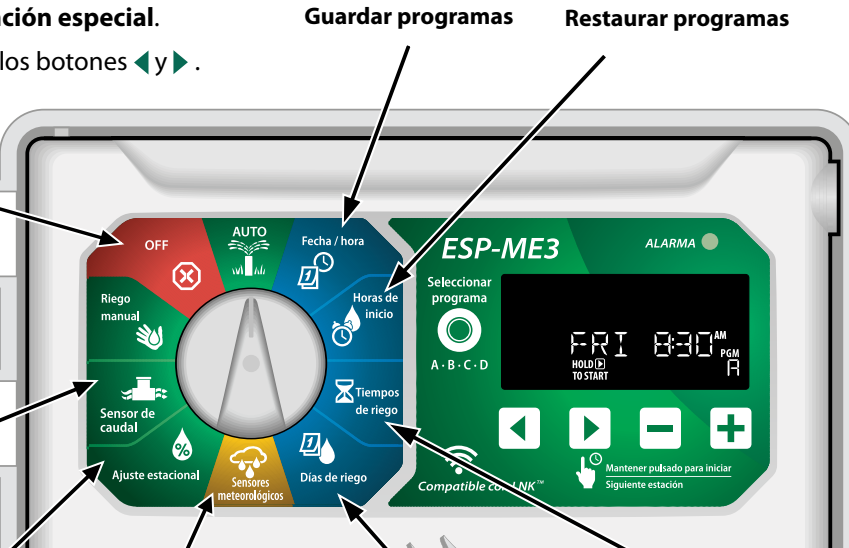 ación especial.
los botones ◀ y ▶ .
Guardar programas
Restaurar programas
OFF
AUTO
Fecha / hora
Horas de
inicio
Tiempos
de riego
Días de riego
Sensores
meteorológicos
Ajuste estacional
Sensor de
caudal
Riego
manual
ESP-ME3
ALARMA
Seleccionar
programa
A · B · C · D
FRI 8:30 AM
HOLD ▶
TO START
PGM
A
Mantener pulsado para iniciar
Siguiente estación
Compatible con LNK™